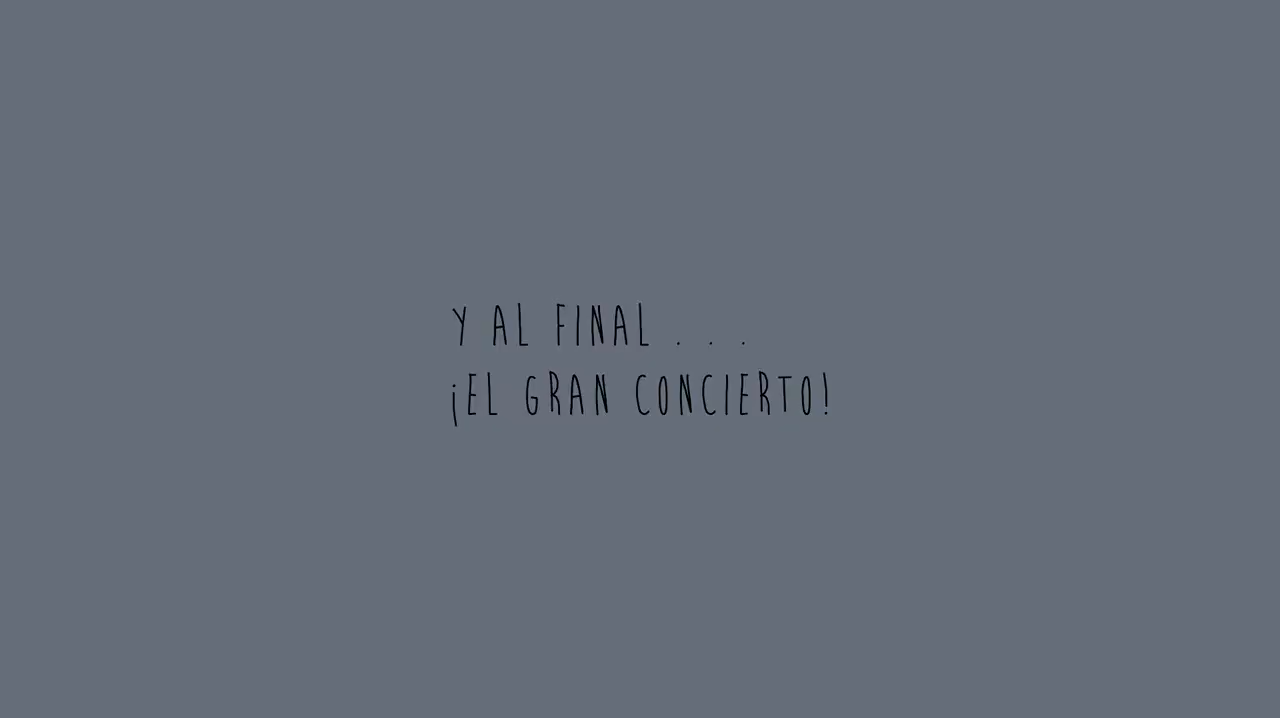 Y AL FINAL . . .
¡EL GRAN CONCIERTO!